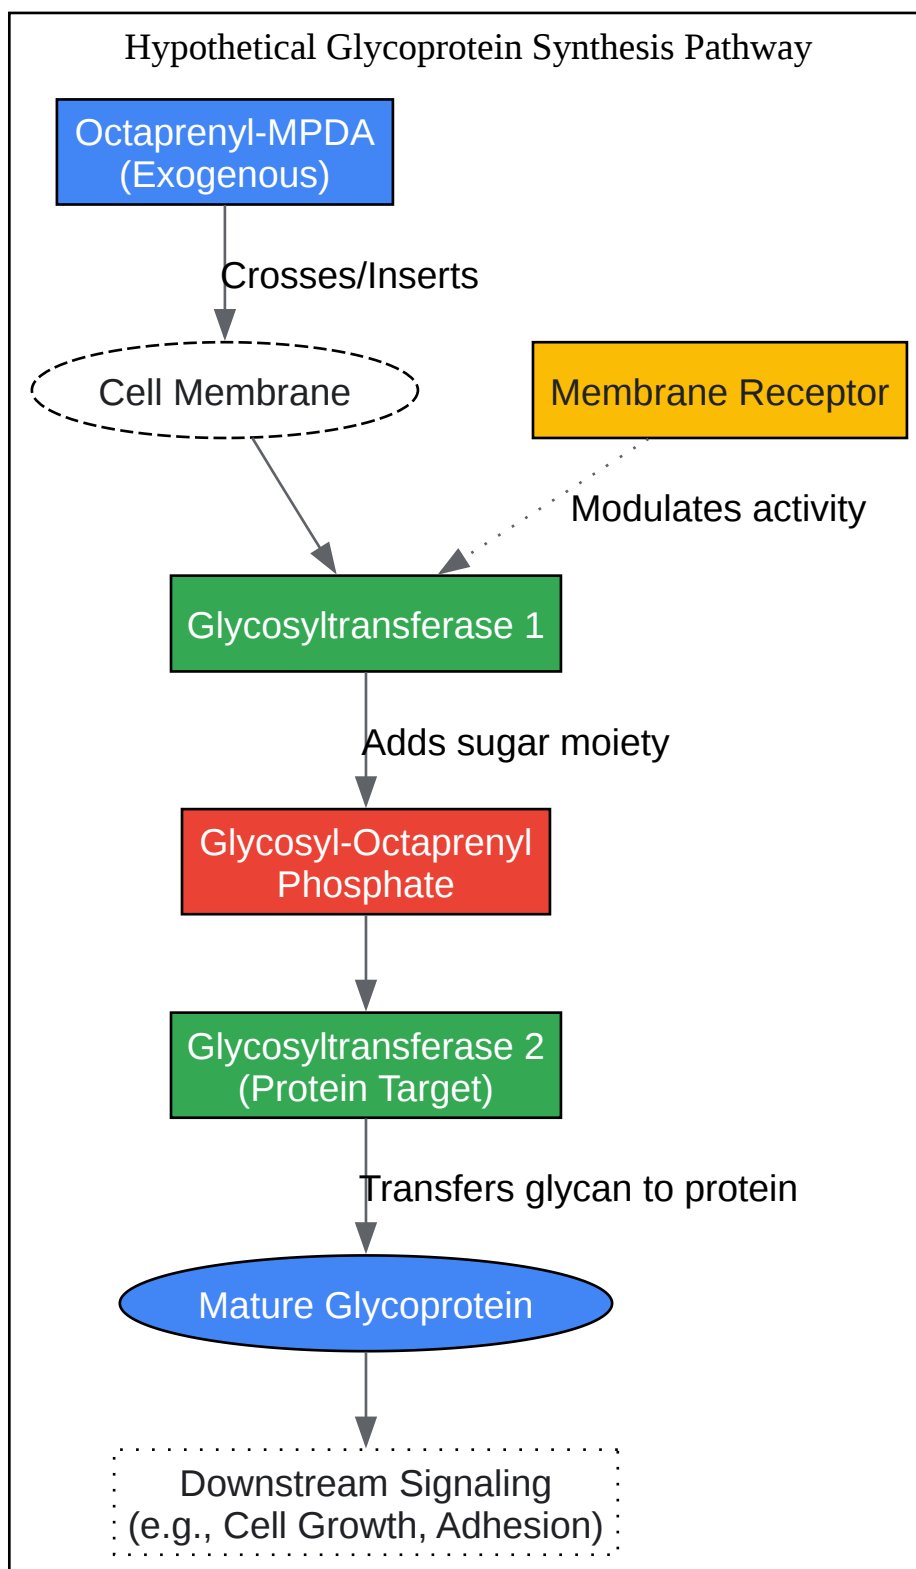 Hypothetical Glycoprotein Synthesis Pathway
Octaprenyl-MPDA
(Exogenous)
Crosses/Inserts
Cell Membrane
Membrane Receptor
Modulates activity
Glycosyltransferase 1
Adds sugar moiety
Glycosyl-Octaprenyl
Phosphate
Glycosyltransferase 2
(Protein Target)
Transfers glycan to protein
Mature Glycoprotein
Downstream Signaling
(e.g., Cell Growth, Adhesion)